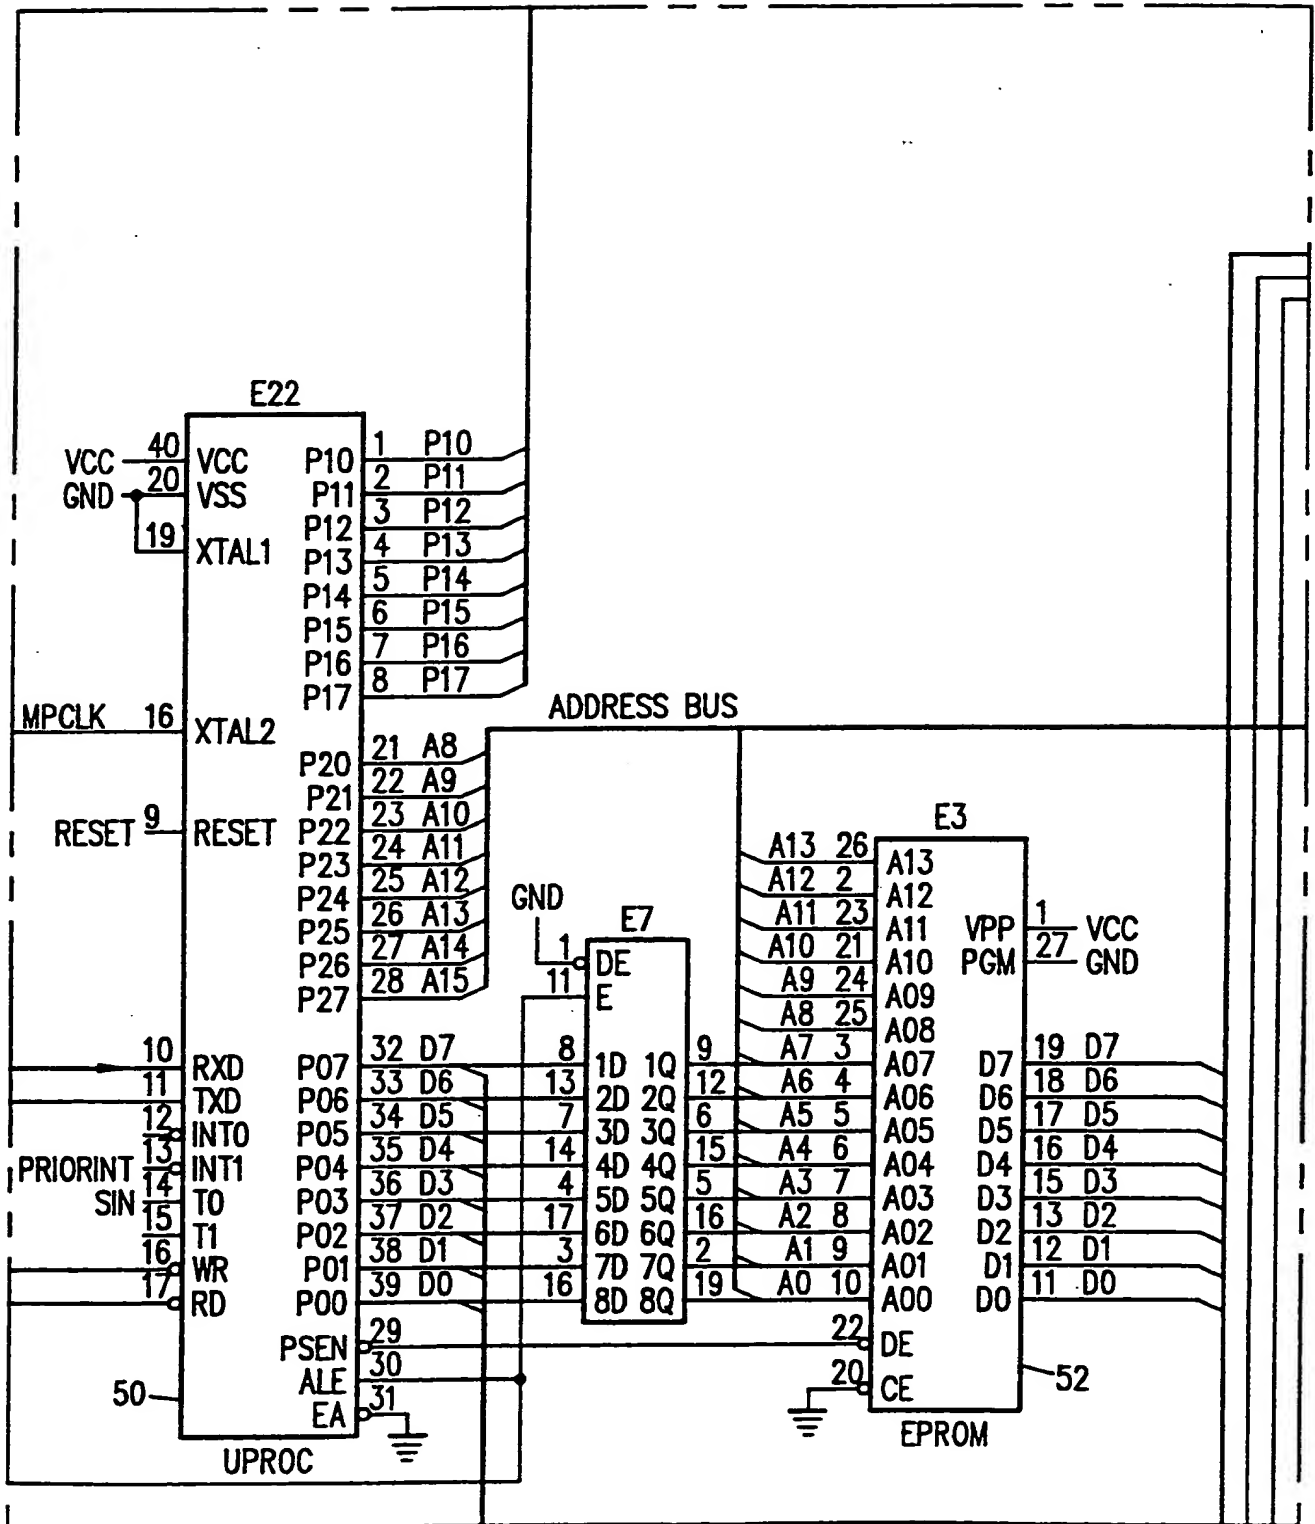 E22
VCC 40 VCC P10 1 P10
GND 20 VSS P11 2 P11
19 XTAL1 P12 3 P12
P13 4 P13
P14 5 P14
P15 6 P15
P16 7 P16
P17 8 P17
MPCLK 16 XTAL2
ADDRESS BUS
P20 21 A8
P21 22 A9
RESET 9 RESET P22 23 A10
P23 24 A11
P24 25 A12
P25 26 A13
P26 27 A14
P27 28 A15
10 RXD P07 32 D7
11 TXD P06 33 D6
12 INT0 P05 34 D5
PRIORINT 13 INT1 P04 35 D4
SIN 14 T0 P03 36 D3
15 T1 P02 37 D2
16 WR P01 38 D1
17 RD P00 39 D0
PSEN 29
ALE 30
EA 31
50
UPROC
GND
E7
1 DE
11 E
8 1D 1Q 9
13 2D 2Q 12
7 3D 3Q 6
14 4D 4Q 15
4 5D 5Q 5
17 6D 6Q 16
3 7D 7Q 2
16 8D 8Q 19
E3
A13 26 A13
A12 2 A12
A11 23 A11 VPP 1 VCC
A10 21 A10 PGM 27 GND
A9 24 A09
A8 25 A08
A7 3 A07 D7 19 D7
A6 4 A06 D6 18 D6
A5 5 A05 D5 17 D5
A4 6 A04 D4 16 D4
A3 7 A03 D3 15 D3
A2 8 A02 D2 13 D2
A1 9 A01 D1 12 D1
A0 10 A00 D0 11 D0
22 DE
20 CE
52
EPROM